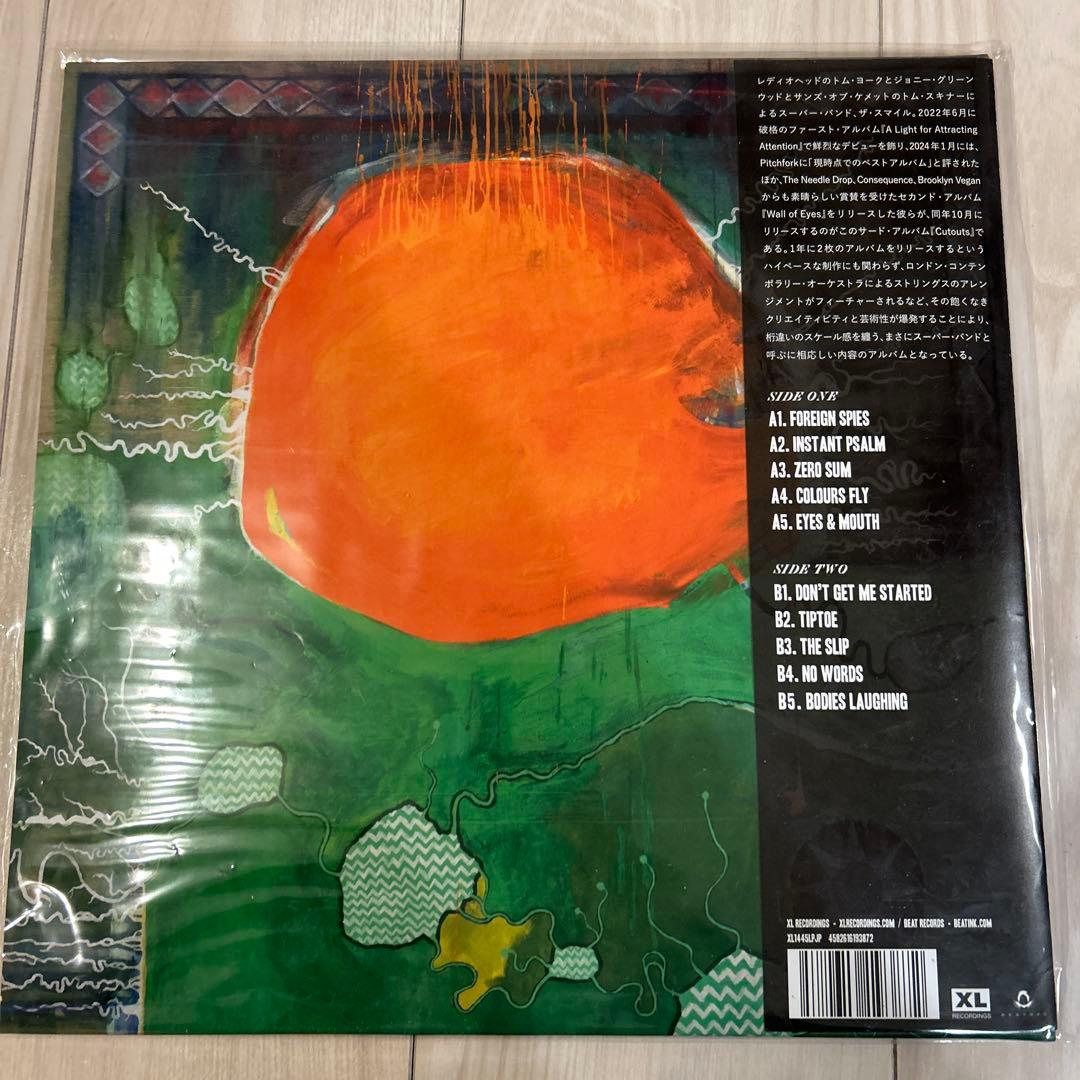 レディオヘッドのトム・ヨークとジョニー・グリーン
ウッドとサンズ・オブ・ケメットのトム・スキナー
によるスーパー・バンド、ザ・スマイル。2022年6月に
破格のファースト・アルバム『A Light for Attracting
Attention』で鮮烈なデビューを飾り、2024年1月には、
Pitchforkに「現時点でのベストアルバム」と評された
ほか、The Needle Drop、Consequence、Brooklyn Vegan
からも素晴らしい賞賛を受けたセカンド・アルバム
『Wall of Eyes』をリリースした彼らが、同年10月に
リリースするのがこのサード・アルバム『Cutouts』で
ある。1年に2枚のアルバムをリリースするという
ハイペースな制作にも関わらず、ロンドン・コンテン
ポラリー・オーケストラによるストリングスのアレン
ジメントがフィーチャーされるなど、その飽くなき
クリエイティビティと芸術性が爆発することにより、
桁違いのスケール感を纏う、まさにスーパー・バンドと
呼ぶに相応しい内容のアルバムとなっている。
SIDE ONE
A1. FOREIGN SPIES
A2. INSTANT PSALM
A3. ZERO SUM
A4. COLOURS FLY
A5. EYES & MOUTH
SIDE TWO
B1. DON'T GET ME STARTED
B2. TIPTOE
B3. THE SLIP
B4. NO WORDS
B5. BODIES LAUGHING
XL RECORDINGS - XLRECORDINGS.COM / BEAT RECORDS - BEATINK.COM
XL1445LPJP 4582616193872
XL
RECORDINGS